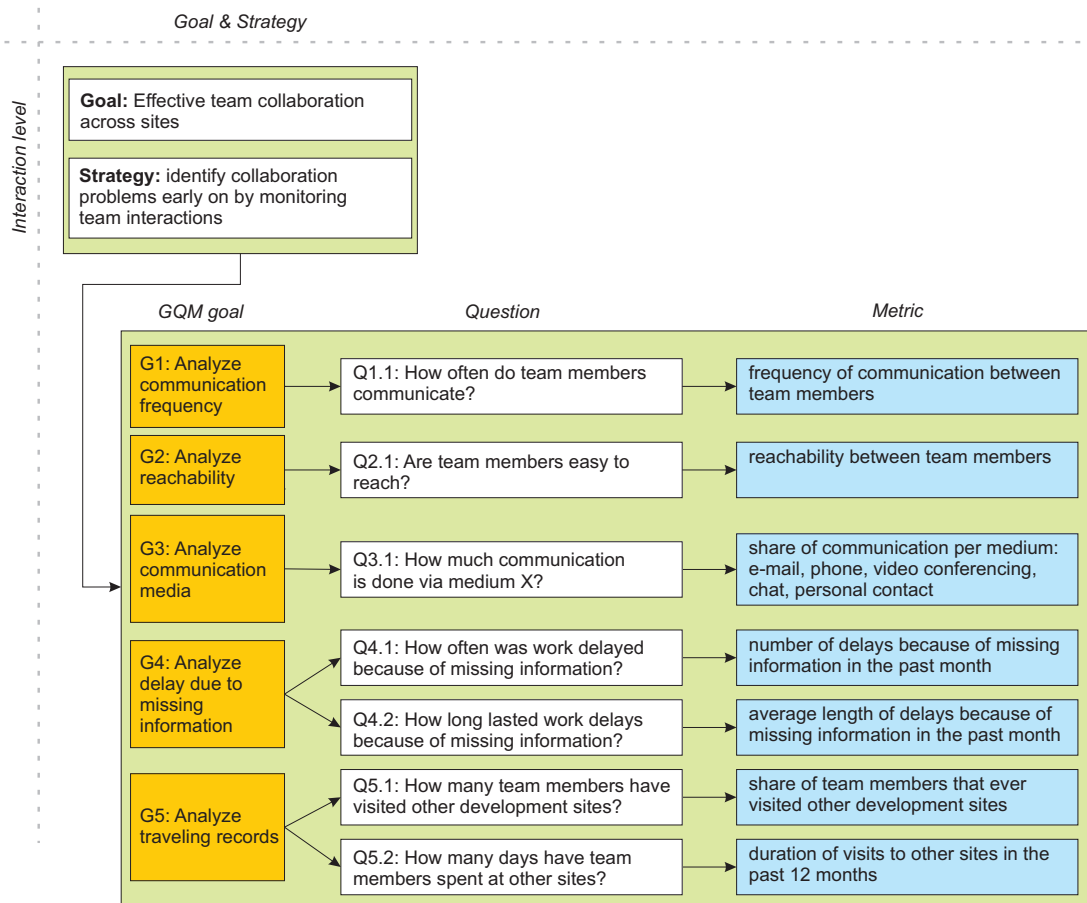 Goal & Strategy
Interaction level
Goal: Effective team collaboration
across sites
Strategy: identify collaboration
problems early on by monitoring
team interactions
GQM goal
Question
Metric
G1: Analyze
communication
frequency
Q1.1: How often do team members
communicate?
frequency of communication between
team members
G2: Analyze
reachability
Q2.1: Are team members easy to
reach?
reachability between team members
G3: Analyze
communication
media
Q3.1: How much communication
is done via medium X?
share of communication per medium:
e-mail, phone, video conferencing,
chat, personal contact
G4: Analyze
delay due to
missing
information
Q4.1: How often was work delayed
because of missing information?
number of delays because of missing
information in the past month
Q4.2: How long lasted work delays
because of missing information?
average length of delays because of
missing information in the past month
G5: Analyze
traveling records
Q5.1: How many team members have
visited other development sites?
share of team members that ever
visited other development sites
Q5.2: How many days have team
members spent at other sites?
duration of visits to other sites in the
past 12 months